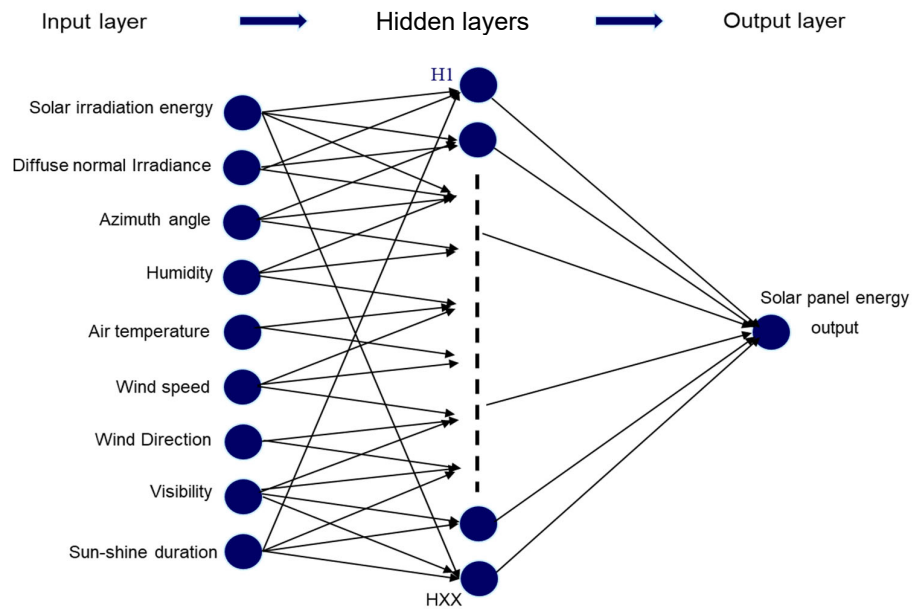 Input layer
Hidden layers
Output layer
H1
Solar irradiation energy
Diffuse normal Irradiance
Azimuth angle
Humidity
Air temperature
Wind speed
Wind Direction
Visibility
Sun-shine duration
HXX
Solar panel energy
output